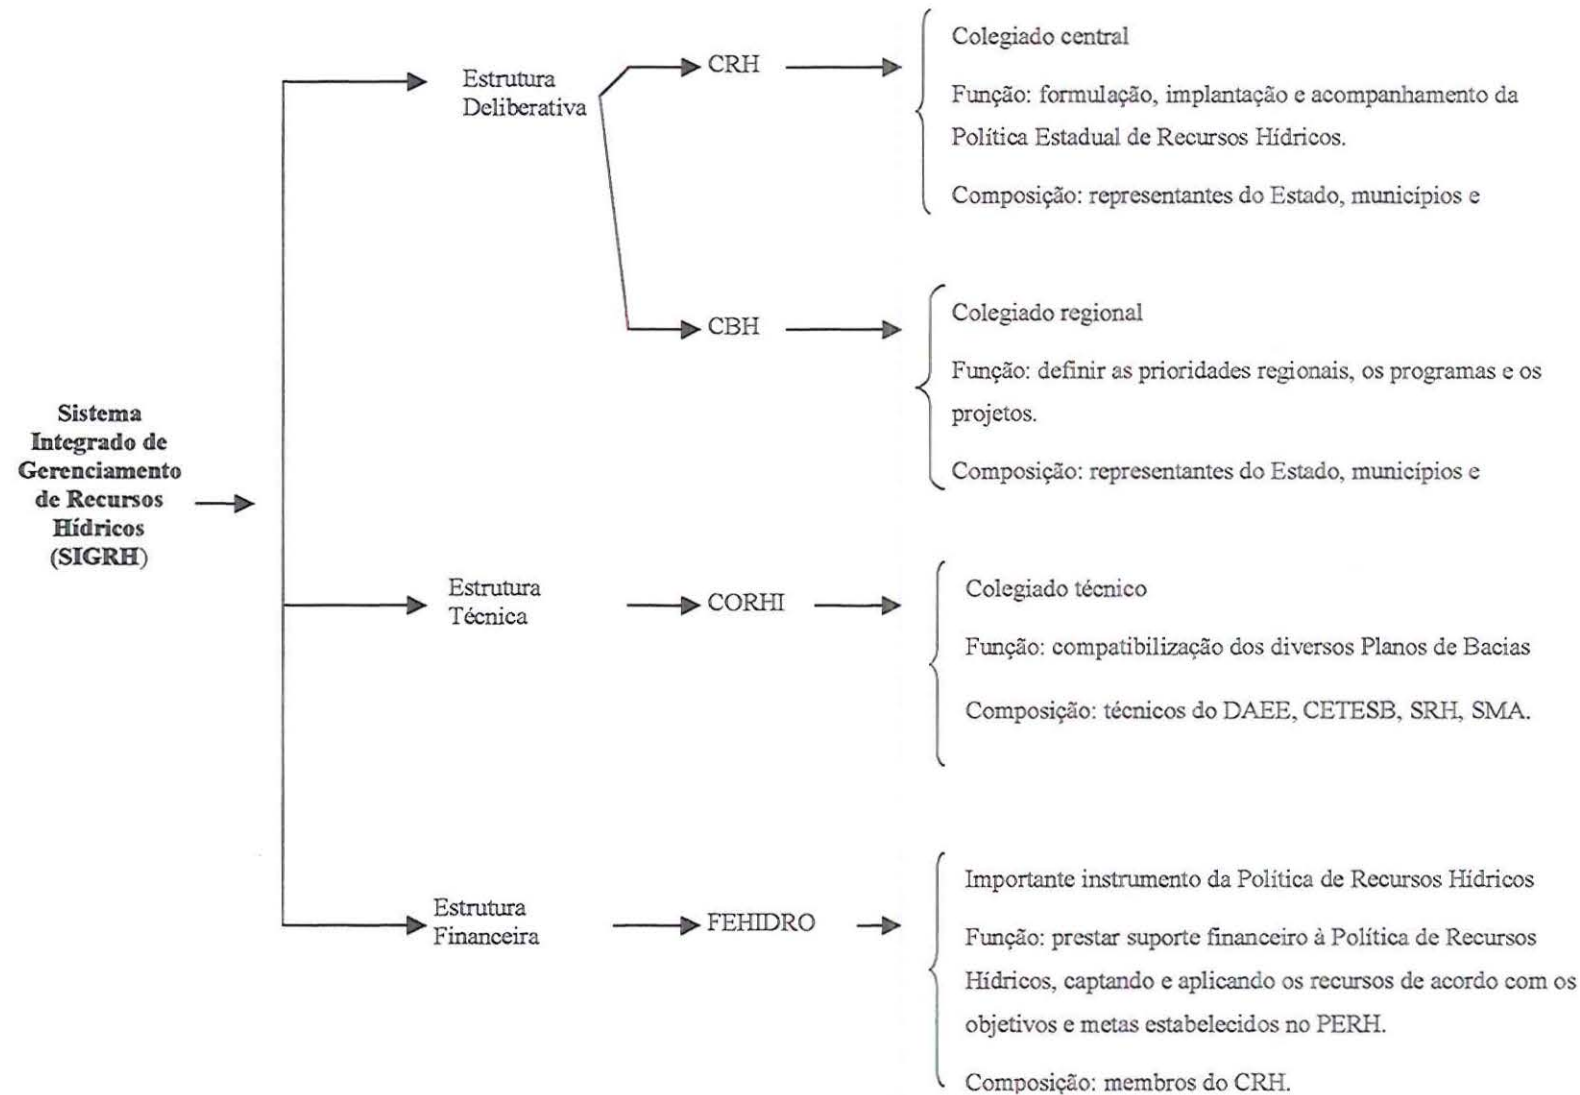 Sistema
Integrado de
Gerenciamento
de Recursos
Hídricos
(SIGRH)
Estrutura
Deliberativa
CRH
Colegiado central
Função: formulação, implantação e acompanhamento da
Política Estadual de Recursos Hídricos.
Composição: representantes do Estado, municípios e
CBH
Colegiado regional
Função: definir as prioridades regionais, os programas e os
projetos.
Composição: representantes do Estado, municípios e
Estrutura
Técnica
CORHI
Colegiado técnico
Função: compatibilização dos diversos Planos de Bacias
Composição: técnicos do DAEE, CETESB, SRH, SMA.
Estrutura
Financeira
FEHIDRO
Importante instrumento da Política de Recursos Hídricos
Função: prestar suporte financeiro à Política de Recursos
Hídricos, captando e aplicando os recursos de acordo com os
objetivos e metas estabelecidos no PERH.
Composição: membros do CRH.